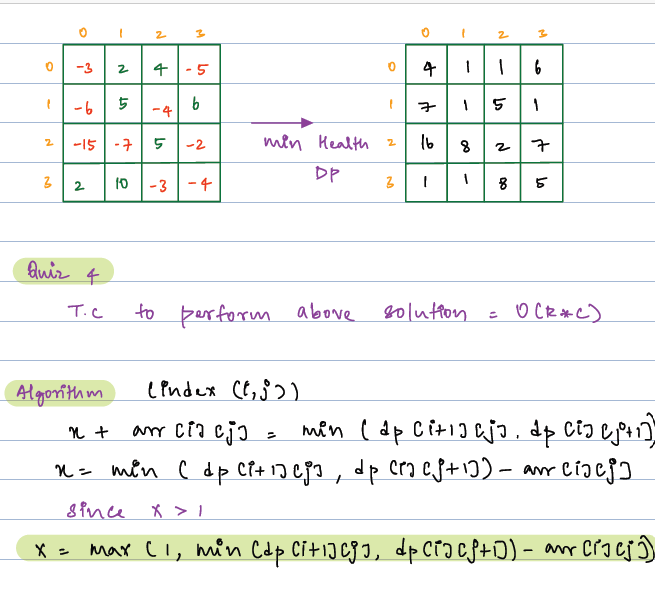 0 1 2 3 0 1 2 3
0 -3 2 4 -5 0 4 1 1 6
1 -6 5 -4 6 1 7 1 5 1
2 -15 -7 5 -2 min Health 2 16 8 2 7
DP
3 2 10 -3 -4 3 1 1 8 5
Quiz 4
T.C to perform above solution = O(R*C)
Algorithm (index (i,j))
x + arr[i][j] = min (dp[i+1][j], dp[i][j+1])
x = min (dp[i+1][j], dp[i][j+1]) - arr[i][j]
since x > 1
x = max (1, min (dp[i+1][j], dp[i][j+1]) - arr[i][j])